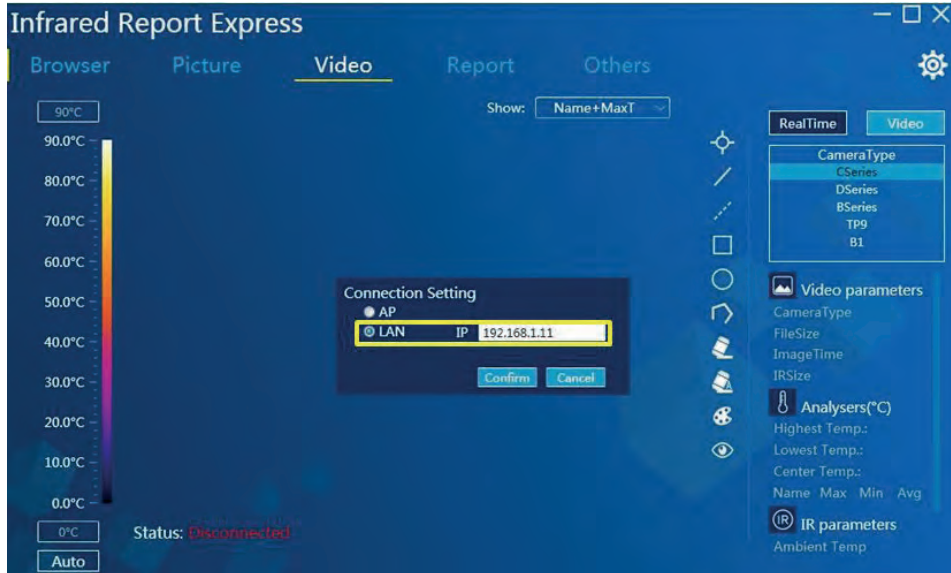 Infrared Report Express
Browser Picture Video Report Others
90°C
Show: Name+MaxT
90.0°C
80.0°C
70.0°C
60.0°C
50.0°C
40.0°C
30.0°C
20.0°C
10.0°C
0.0°C
0°C
Auto
Status: Disconnected
Connection Setting
AP
LAN IP 192.168.1.11
Confirm Cancel
RealTime Video
CameraType
CSeries
DSeries
BSeries
TP9
B1
Video parameters
CameraType
FileSize
ImageTime
IRSize
Analysers(°C)
Highest Temp.:
Lowest Temp.:
Center Temp.:
Name Max Min Avg
IR IR parameters
Ambient Temp